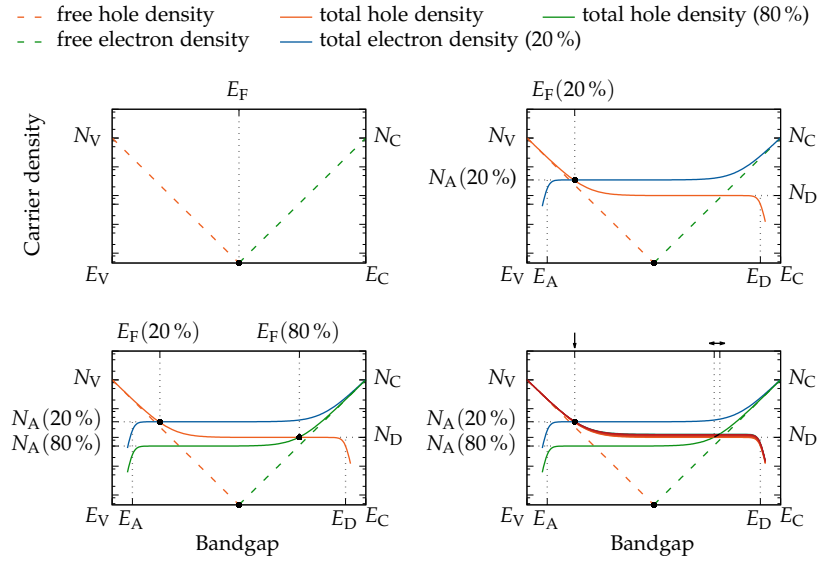 free hole density
total hole density
total hole density (80 %)
free electron density
total electron density (20 %)
E_F
N_V
N_C
Carrier density
E_V
E_C
E_F(20 %)
N_V
N_C
N_A(20 %)
N_D
E_V
E_A
E_D
E_C
E_F(20 %)
E_F(80 %)
N_V
N_C
N_A(20 %)
N_A(80 %)
N_D
E_V
E_A
E_D
E_C
Bandgap
N_V
N_C
N_A(20 %)
N_A(80 %)
N_D
E_V
E_A
E_D
E_C
Bandgap